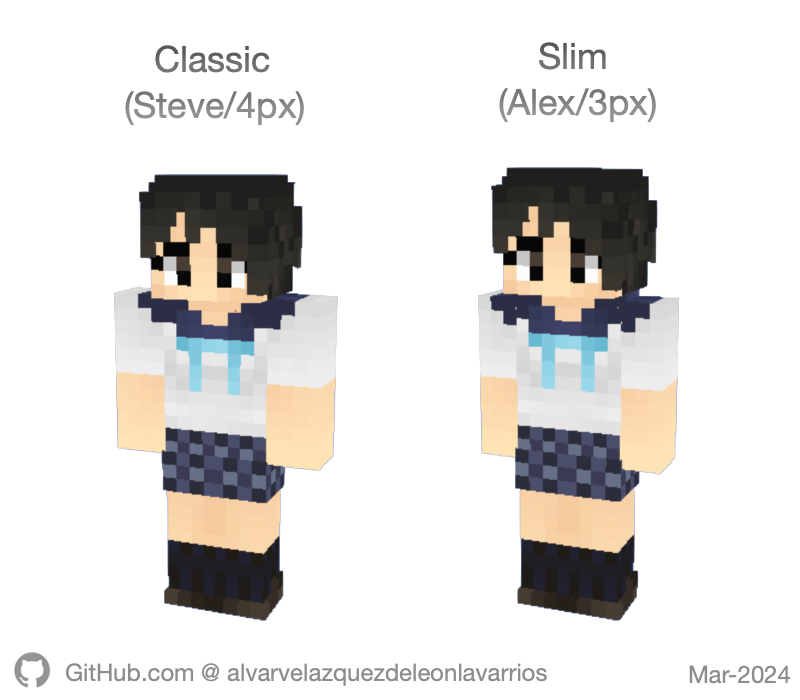 Classic
(Steve/4px)
Slim
(Alex/3px)
GitHub.com @ alvarvelazquezdeleonlavarrios
Mar-2024